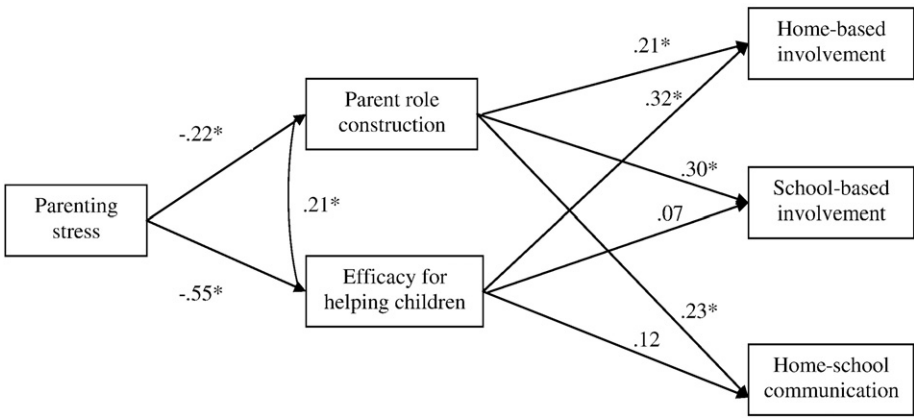 Home-based
involvement
.21*
.32*
Parent role
construction
-.22*
.30*
School-based
involvement
Parenting
stress
.21*
.07
Efficacy for
helping children
-.55*
.23*
.12
Home-school
communication